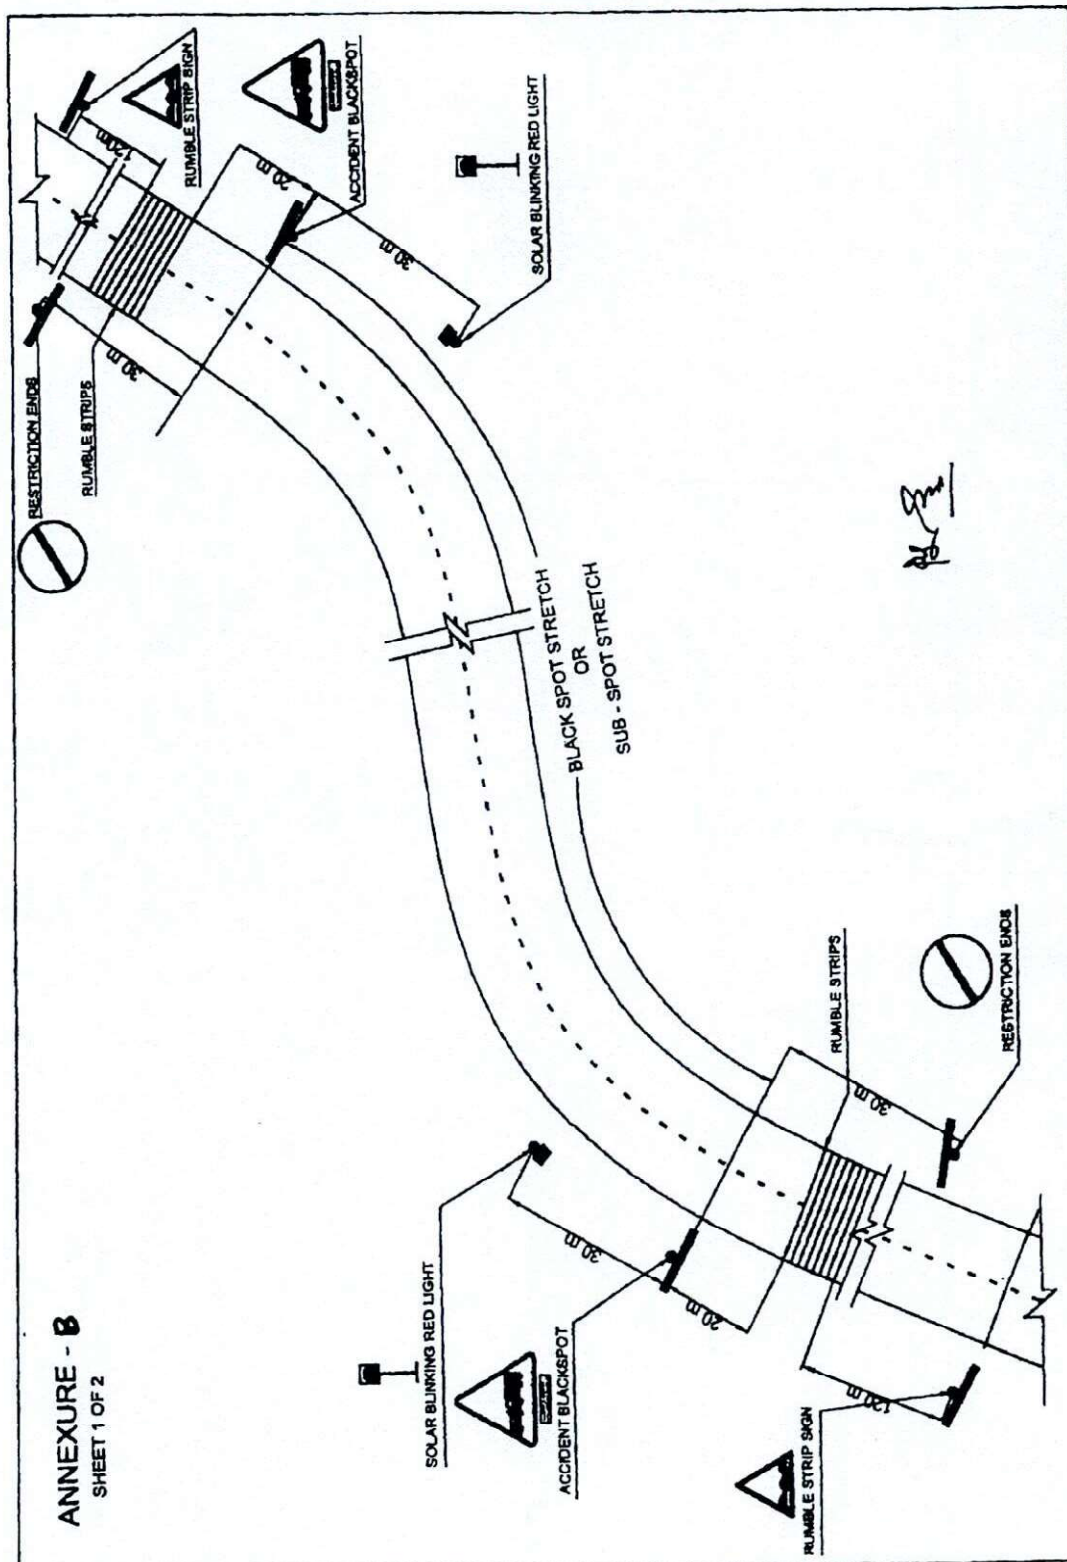 ANNEXURE - B
SHEET 1 OF 2
SOLAR BLINKING RED LIGHT
ACCIDENT BLACKSPOT
RUMBLE STRIP SIGN
30 m
20 m
120 m
RUMBLE STRIPS
30 m
RESTRICTION ENDS
BLACK SPOT STRETCH
OR
SUB - SPOT STRETCH
RESTRICTION ENDS
RUMBLE STRIPS
30 m
120m
RUMBLE STRIP SIGN
20 m
ACCIDENT BLACKSPOT
30 m
SOLAR BLINKING RED LIGHT